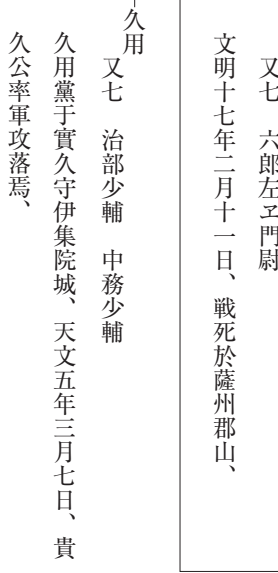 又七　六郎左ヱ門尉
文明十七年二月十一日、戦死於薩州郡山、
久用
又七　治部少輔　中務少輔
久用黨于實久守伊集院城、天文五年三月七日、貴
久公率軍攻落焉、